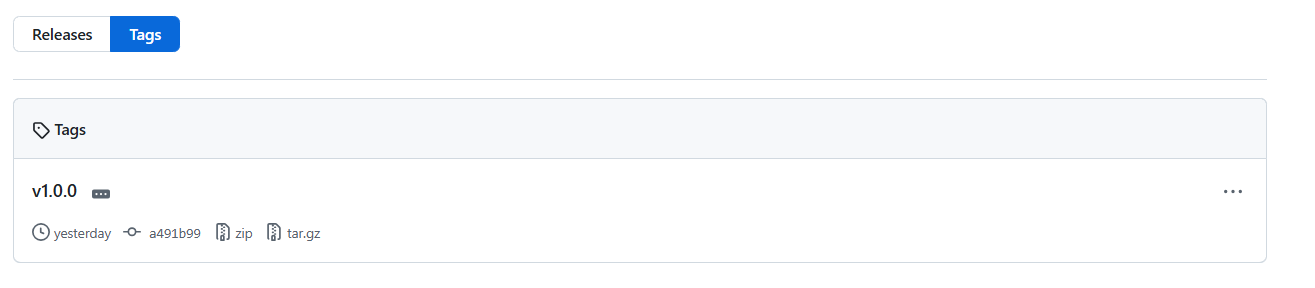 Releases Tags
Tags
v1.0.0
yesterday a491b99 zip tar.gz